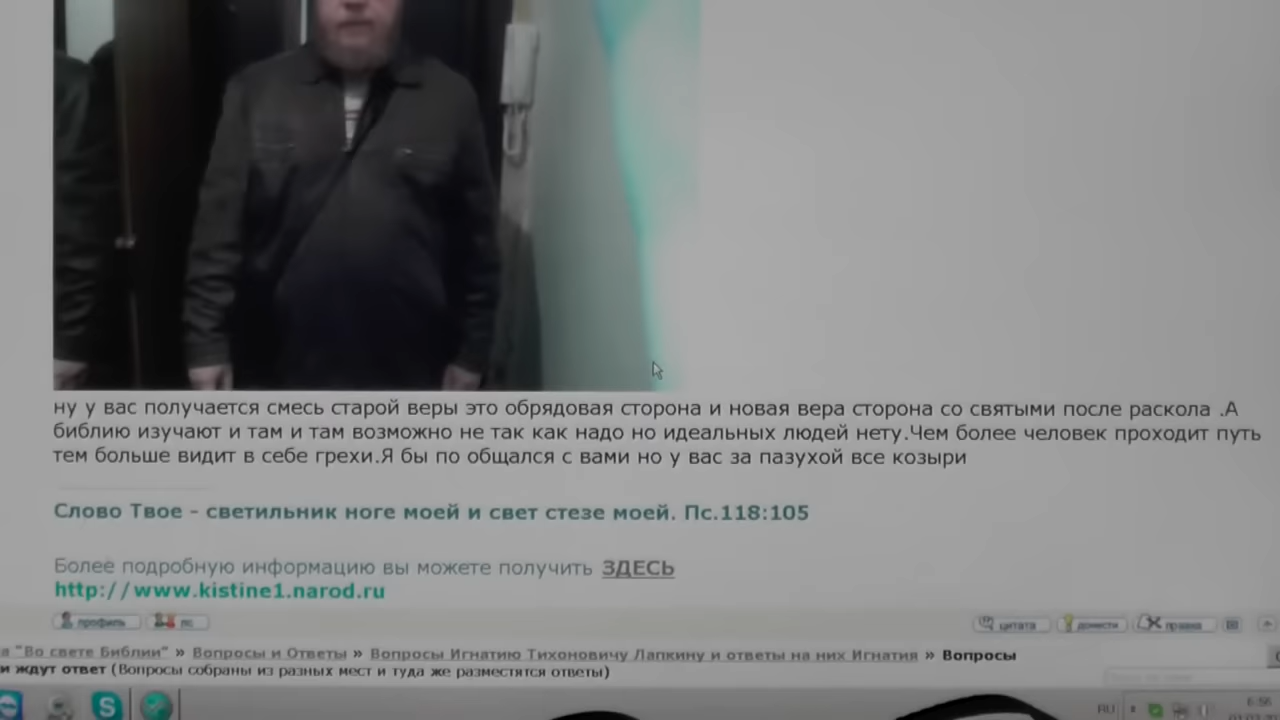 ну у вас получается смесь старой веры это обрядовая сторона и новая вера сторона со святыми после раскола .А
библию изучают и там и там возможно не так как надо но идеальных людей нету.Чем более человек проходит путь
тем больше видит в себе грехи.Я бы по общался с вами но у вас за пазухой все козыри
Слово Твое - светильник ноге моей и свет стезе моей. Пс.118:105
Более подробную информацию вы можете получить ЗДЕСЬ
http://www.kistine1.narod.ru
профиль лс цитата донести правка
а "Во свете Библии" » Вопросы и Ответы » Вопросы Игнатию Тихоновичу Лапкину и ответы на них Игнатия » Вопросы
и ждут ответ (Вопросы собраны из разных мест и туда же разместятся ответы)
RU 6:56